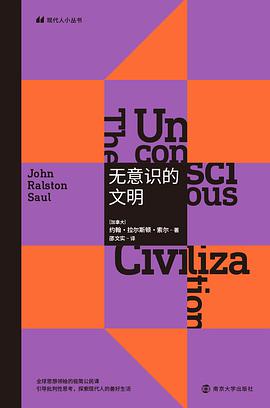 现代人小丛书
The
Un
con
sci
ous
John
Ralston
Saul
无意识的
文明
[加拿大]
约翰·拉尔斯顿·索尔 著
邵文实 译
Civiliza
tion
全球思想领袖的极简公民课
引导批判性思考，探索现代人的善好生活
南京大学出版社